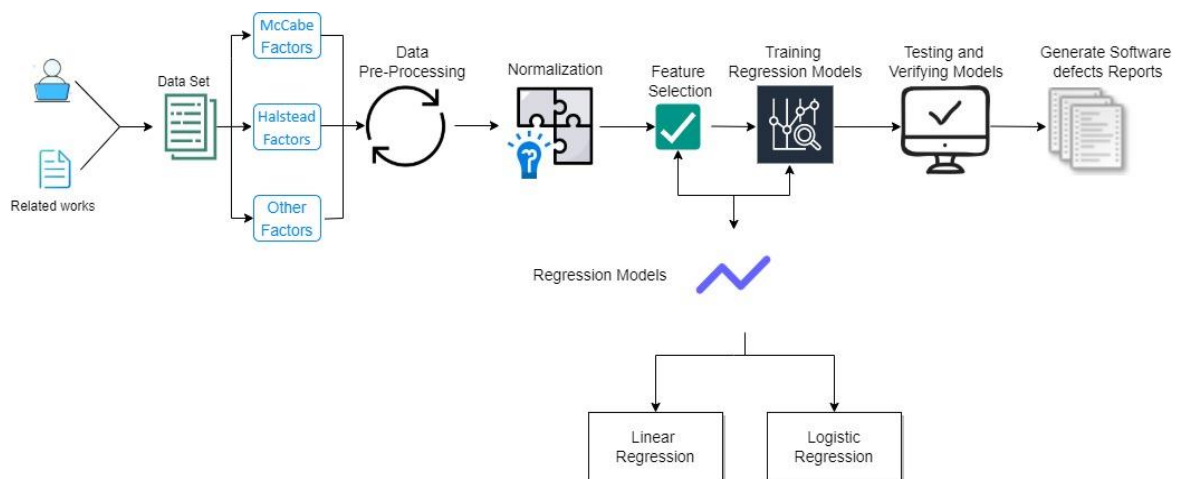 McCabe
Factors
Data
Pre-Processing
Normalization
Feature
Selection
Training
Regression Models
Testing and
Verifying Models
Generate Software
defects Reports
Data Set
Halstead
Factors
Related works
Other
Factors
Regression Models
Linear
Regression
Logistic
Regression